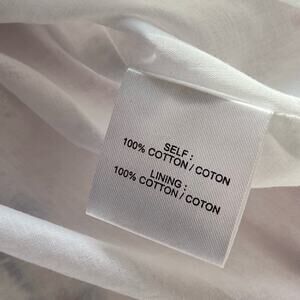 SELF :
100% COTTON / COTON
LINING :
100% COTTON / COTON